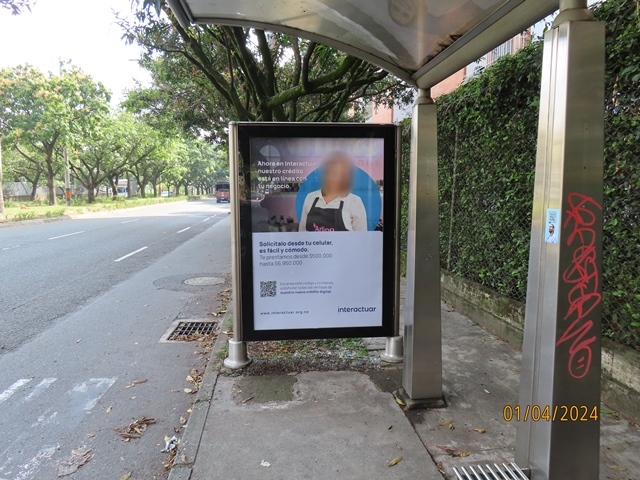 Ahora en Interactuar
nuestro crédito
está en línea con
tu negocio.
Solicítalo desde tu celular,
es fácil y cómodo.
Te prestamos desde $500.000
hasta $6.960.000
www.interactuar.org.co
interactuar
01/04/2024